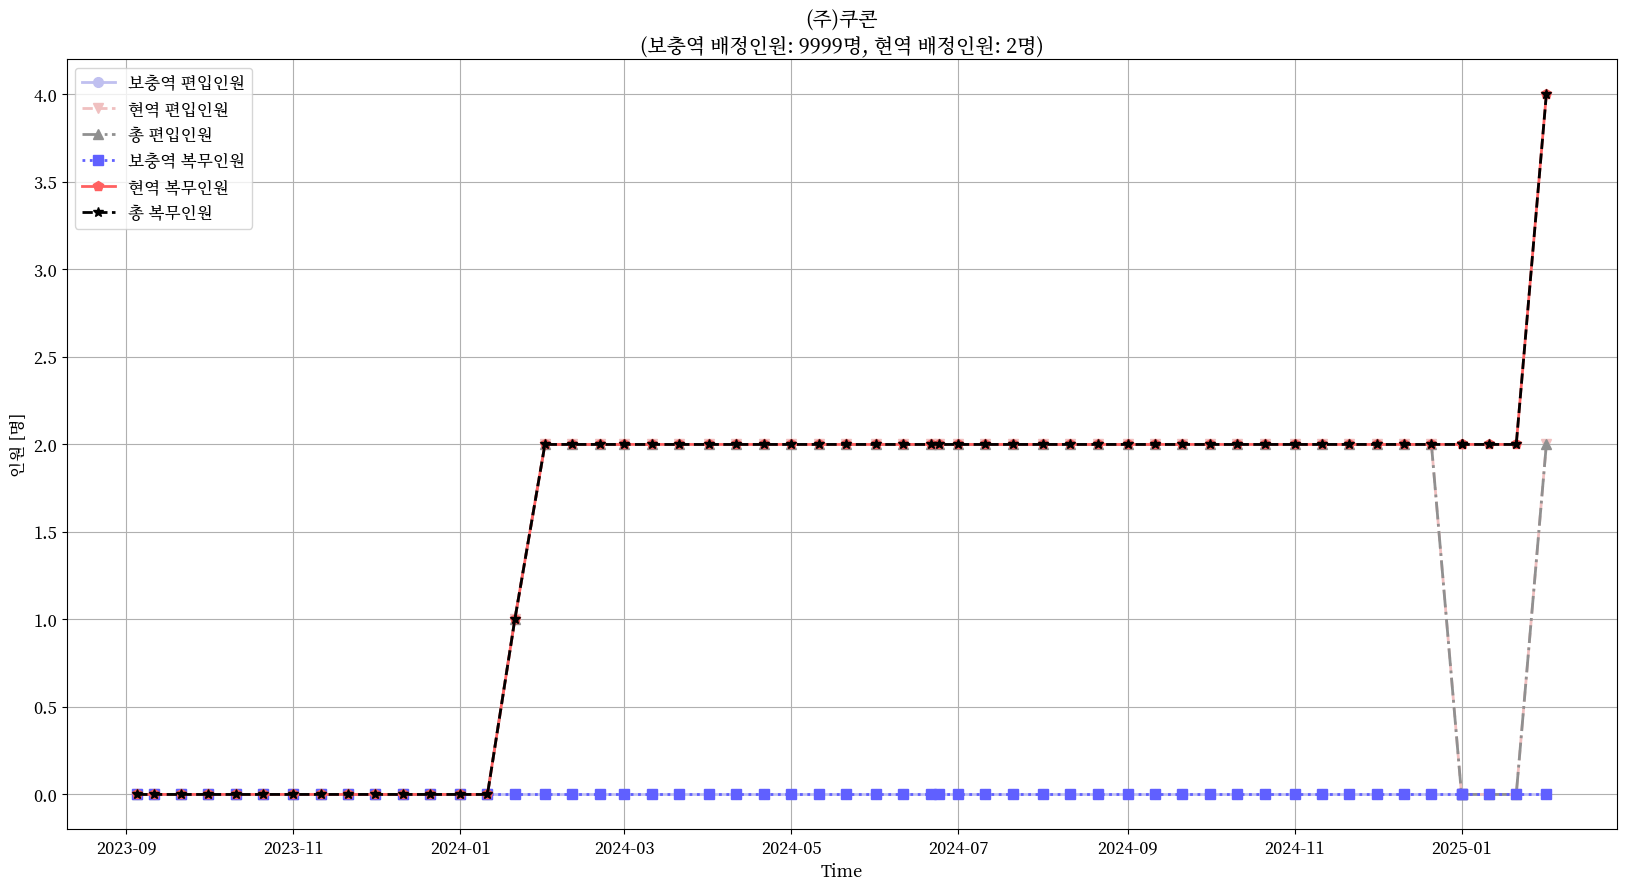 (주)쿠콘
(보충역 배정인원: 9999명, 현역 배정인원: 2명)
보충역 편입인원
현역 편입인원
총 편입인원
보충역 복무인원
현역 복무인원
총 복무인원
4.0
3.5
3.0
2.5
2.0
1.5
1.0
0.5
0.0
인원 [명]
2023-09 2023-11 2024-01 2024-03 2024-05 2024-07 2024-09 2024-11 2025-01
Time